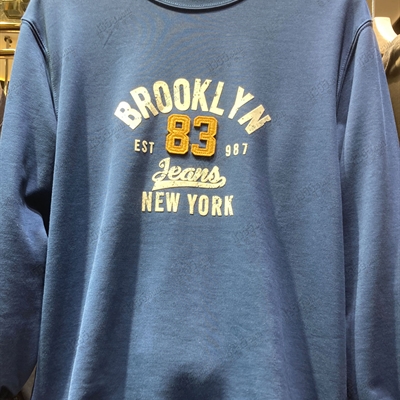 BROOKLYN
EST 83 987
Jeans
NEW YORK